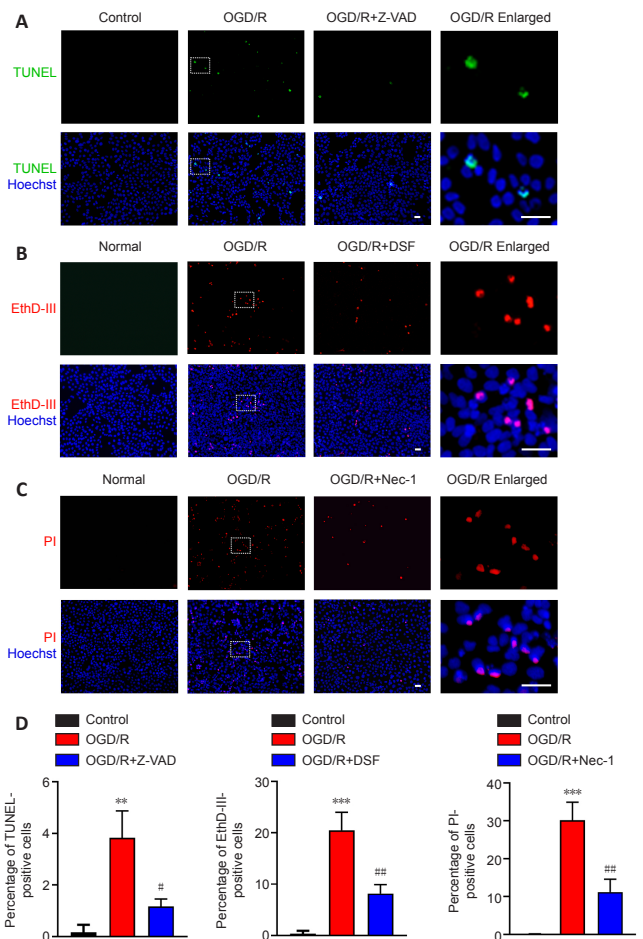 A
Control OGD/R OGD/R+Z-VAD OGD/R Enlarged
TUNEL
TUNEL
Hoechst
B
Normal OGD/R OGD/R+DSF OGD/R Enlarged
EthD-III
EthD-III
Hoechst
C
Normal OGD/R OGD/R+Nec-1 OGD/R Enlarged
PI
PI
Hoechst
D
Control
OGD/R
OGD/R+Z-VAD
Percentage of TUNEL-
positive cells
6
4
2
0
**
#
Control
OGD/R
OGD/R+DSF
Percentage of EthD-III-
positive cells
30
20
10
0
***
##
Control
OGD/R
OGD/R+Nec-1
Percentage of PI-
positive cells
40
30
20
10
0
***
##